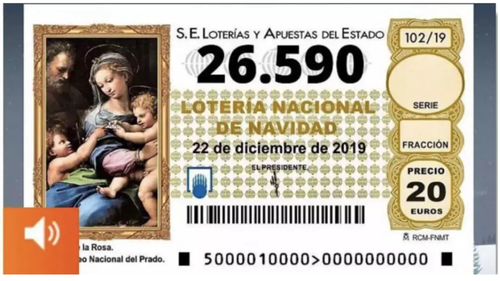 S. E. LOTERÍAS Y APUESTAS DEL ESTADO
102/19
26.590
SERIE
LOTERÍA NACIONAL
DE NAVIDAD
22 de diciembre de 2019
FRACCIÓN
EL PRESIDENTE,
PRECIO
20
EUROS
la Rosa.
Nacional del Prado.
RCM-FNMT
5000010000>0000000000